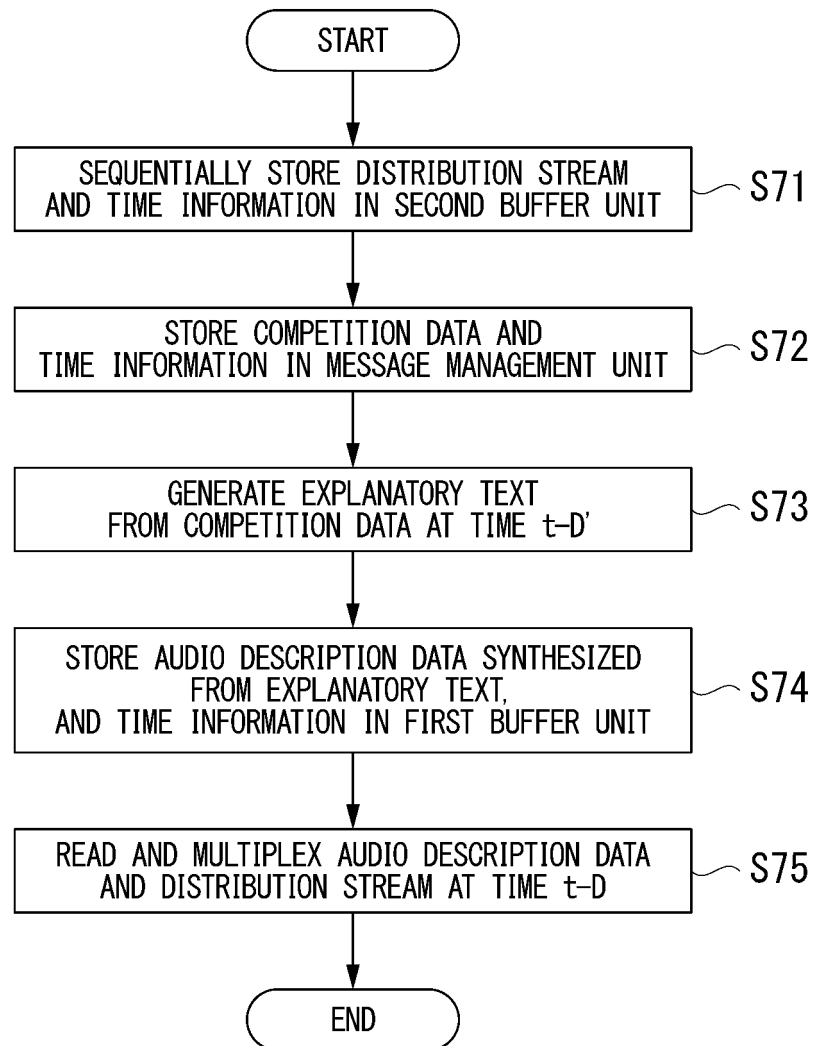 START
SEQUENTIALLY STORE DISTRIBUTION STREAM
AND TIME INFORMATION IN SECOND BUFFER UNIT
S71
STORE COMPETITION DATA AND
TIME INFORMATION IN MESSAGE MANAGEMENT UNIT
S72
GENERATE EXPLANATORY TEXT
FROM COMPETITION DATA AT TIME t-D'
S73
STORE AUDIO DESCRIPTION DATA SYNTHESIZED
FROM EXPLANATORY TEXT,
AND TIME INFORMATION IN FIRST BUFFER UNIT
S74
READ AND MULTIPLEX AUDIO DESCRIPTION DATA
AND DISTRIBUTION STREAM AT TIME t-D
S75
END